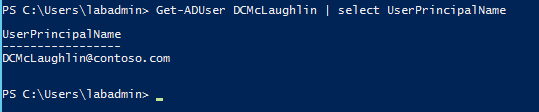 PS C:\Users\labadmin> Get-ADUser DCMcLaughlin | select UserPrincipalName
UserPrincipalName
-----------------
DCMcLaughlin@contoso.com
PS C:\Users\labadmin> _